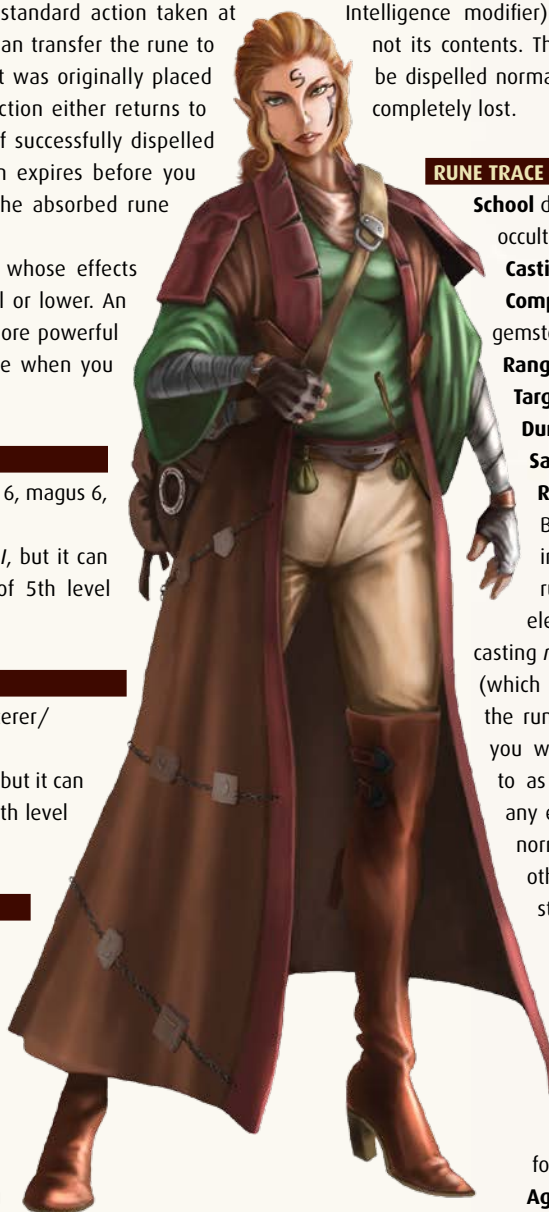 standard action taken at
an transfer the rune to
t was originally placed
ction either returns to
f successfully dispelled
n expires before you
he absorbed rune
whose effects
l or lower. An
ore powerful
e when you
6, magus 6,
I, but it can
of 5th level
erer/
but it can
th level
Intelligence modifier)
not its contents. Th
be dispelled norma
completely lost.
RUNE TRACE
School d
occult
Casti
Comp
gemste
Rang
Targ
Dur
Sa
R
B
i
r
ele
casting r
(which
the run
you w
to as
any e
norm
oth
st
fo
Ag